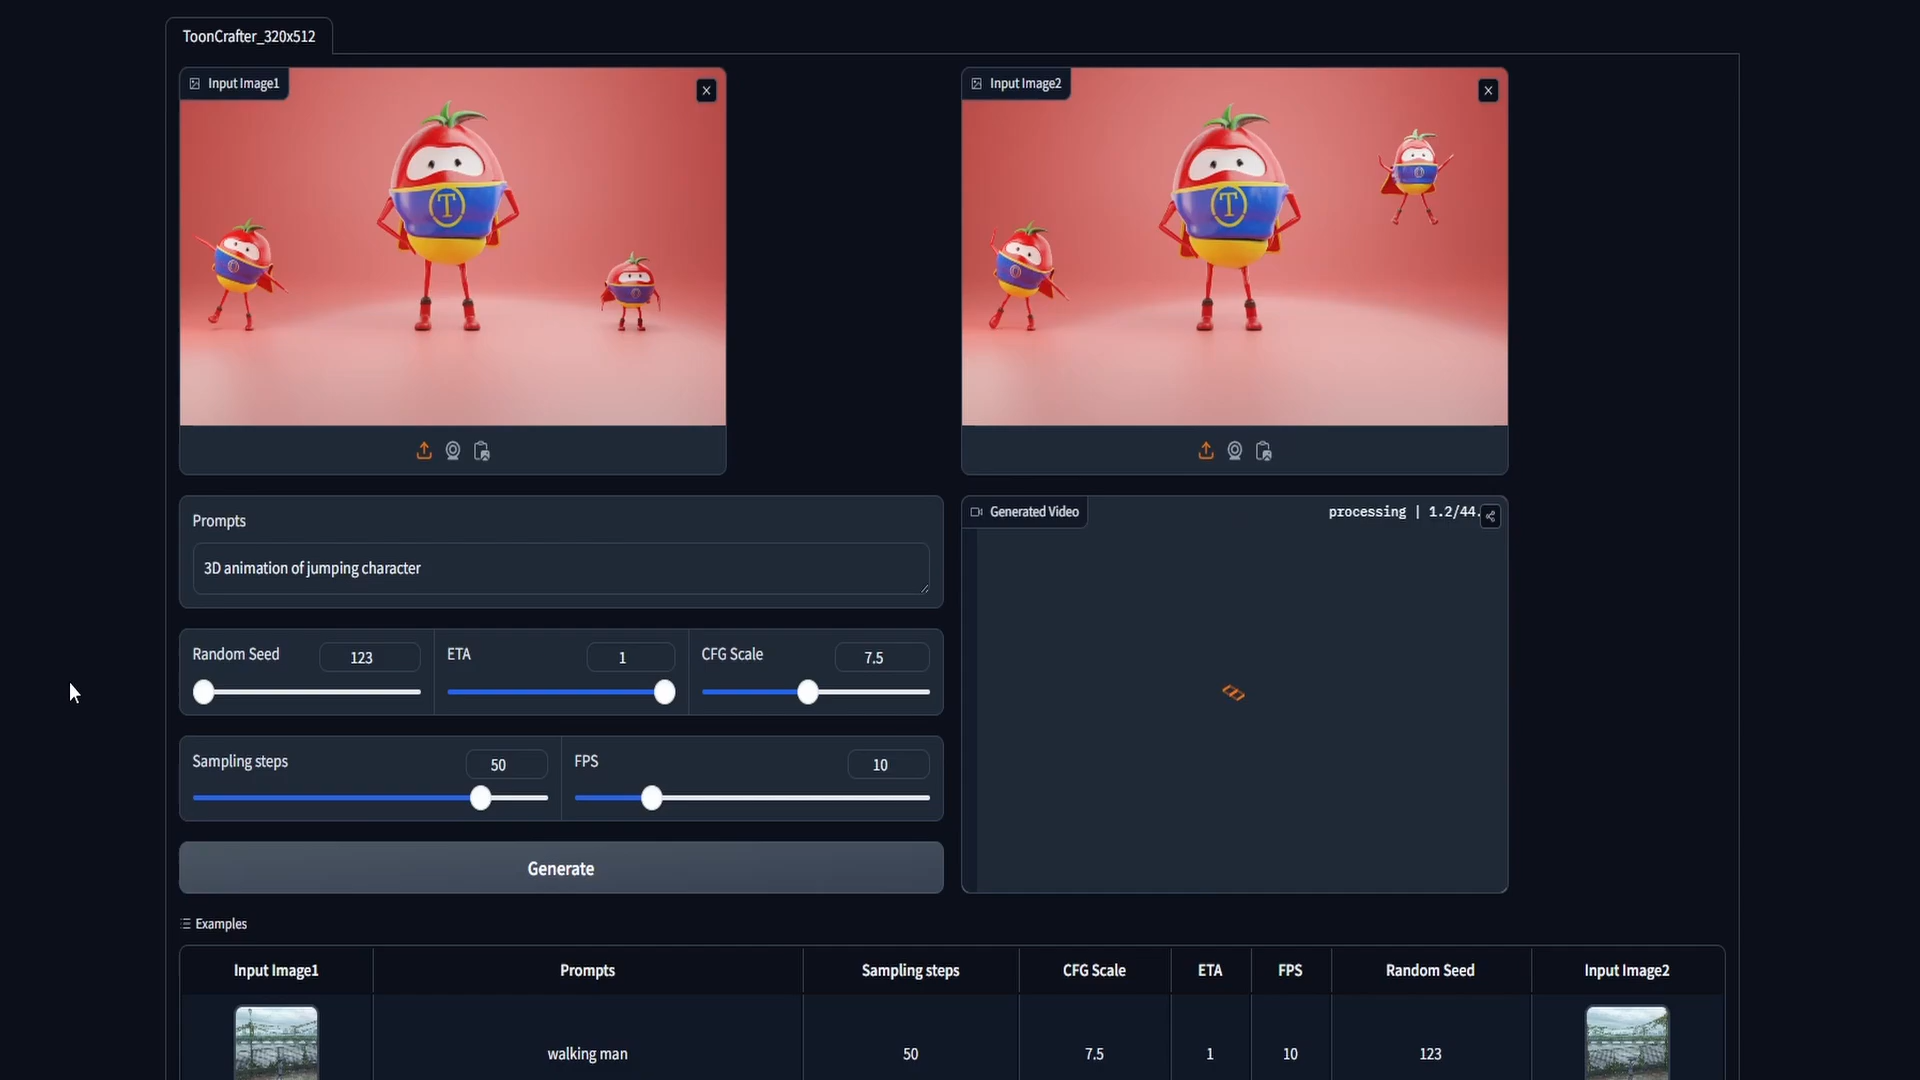 ToonCrafter_320x512
Input Image1
Input Image2
T
T
Prompts
3D animation of jumping character
Generated Video
processing | 1.2/44.
Random Seed
123
ETA
1
CFG Scale
7.5
Sampling steps
50
FPS
10
Generate
Examples
Input Image1 Prompts Sampling steps CFG Scale ETA FPS Random Seed Input Image2
walking man 50 7.5 1 10 123